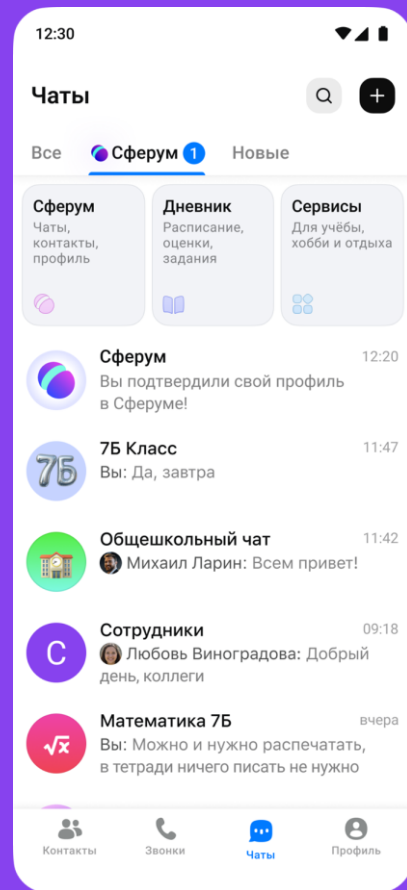 12:30
Чаты
Все
Сферум 1
Новые
Сферум
Чаты,
контакты,
профиль
Дневник
Расписание,
оценки,
задания
Сервисы
Для учёбы,
хобби и отдыха
Сферум 12:20
Вы подтвердили свой профиль
в Сферуме!
7Б
7Б Класс 11:47
Вы: Да, завтра
Общешкольный чат 11:42
Михаил Ларин: Всем привет!
С
Сотрудники 09:18
Любовь Виноградова: Добрый
день, коллеги
√x
Математика 7Б вчера
Вы: Можно и нужно распечатать,
в тетради ничего писать не нужно
Контакты
Звонки
Чаты
Профиль